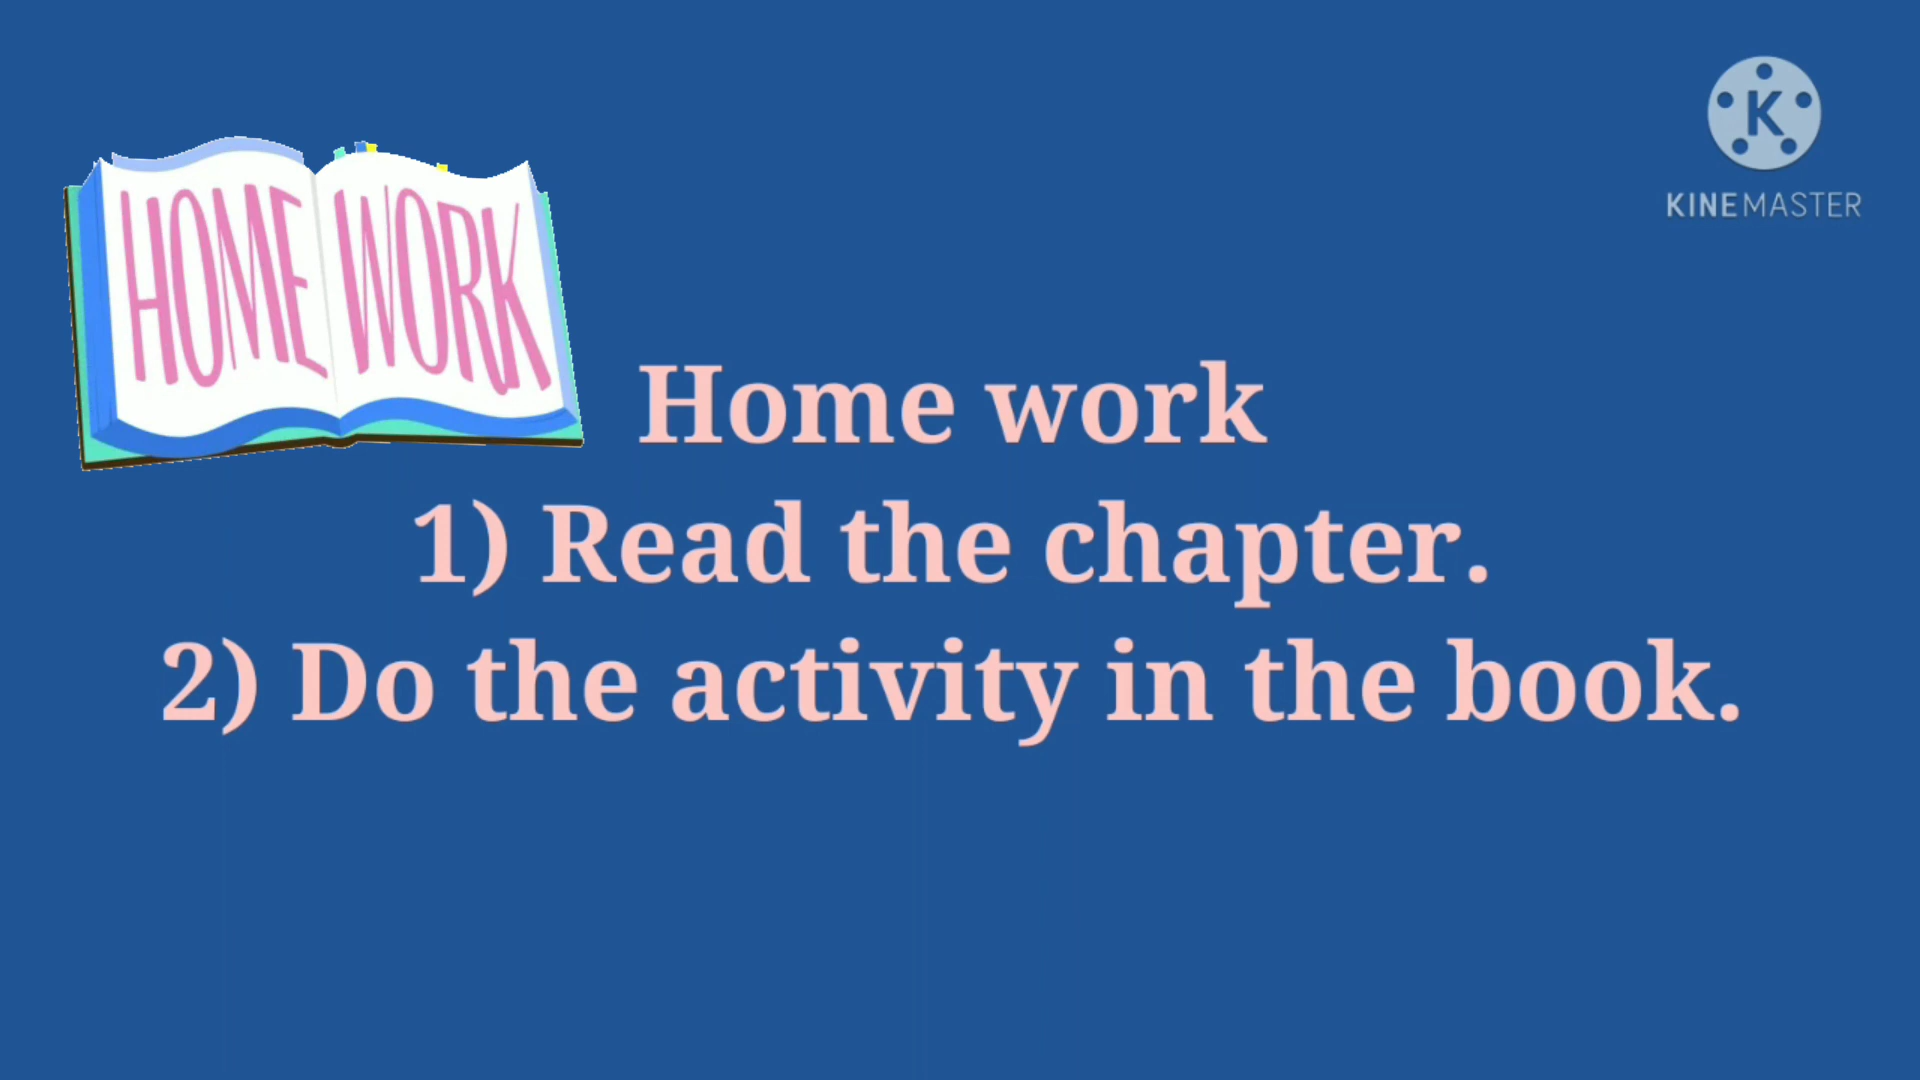 HOME WORK
KINEMASTER
Home work
1) Read the chapter.
2) Do the activity in the book.